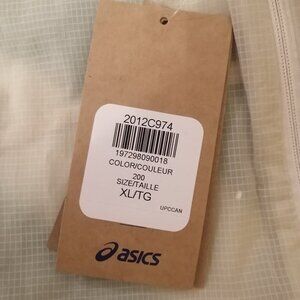 2012C974
197298090018
COLOR/COULEUR
200
SIZE/TAILLE
XL/TG
UPCCAN
asics